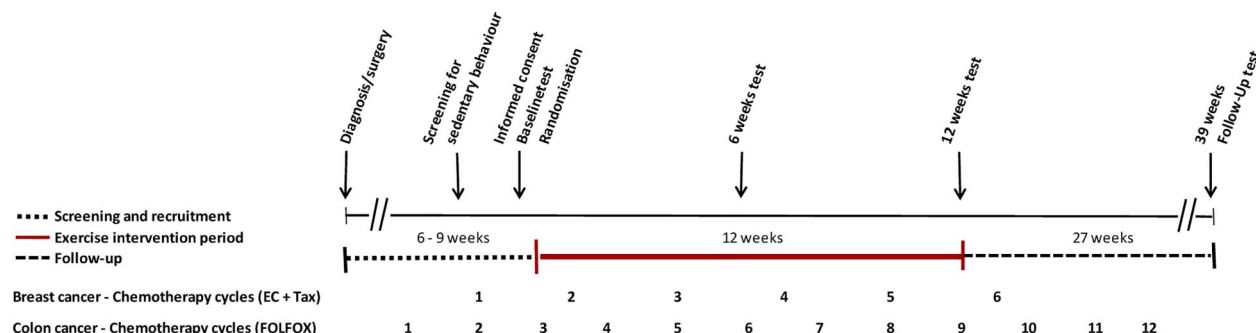 Diagnosis/surgery
Screening for
sedentary behaviour
Informed consent
Baselinetest
Randomisation
6 weeks test
12 weeks test
39 weeks
Follow-Up test
Screening and recruitment
Exercise intervention period
Follow-up
6 - 9 weeks
12 weeks
27 weeks
Breast cancer - Chemotherapy cycles (EC + Tax) 1 2 3 4 5 6
Colon cancer - Chemotherapy cycles (FOLFOX) 1 2 3 4 5 6 7 8 9 10 11 12